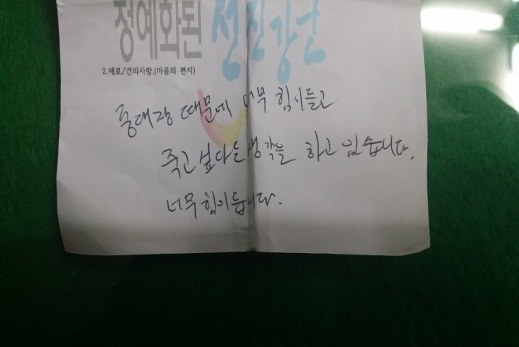 정예화된 선진강군
2.애로/건의사항,(마음의 편지)
중대장 때문에 너무 힘이들고
죽고 싶다는 생각을 하고 있습니다.
너무 힘이 듭니다.